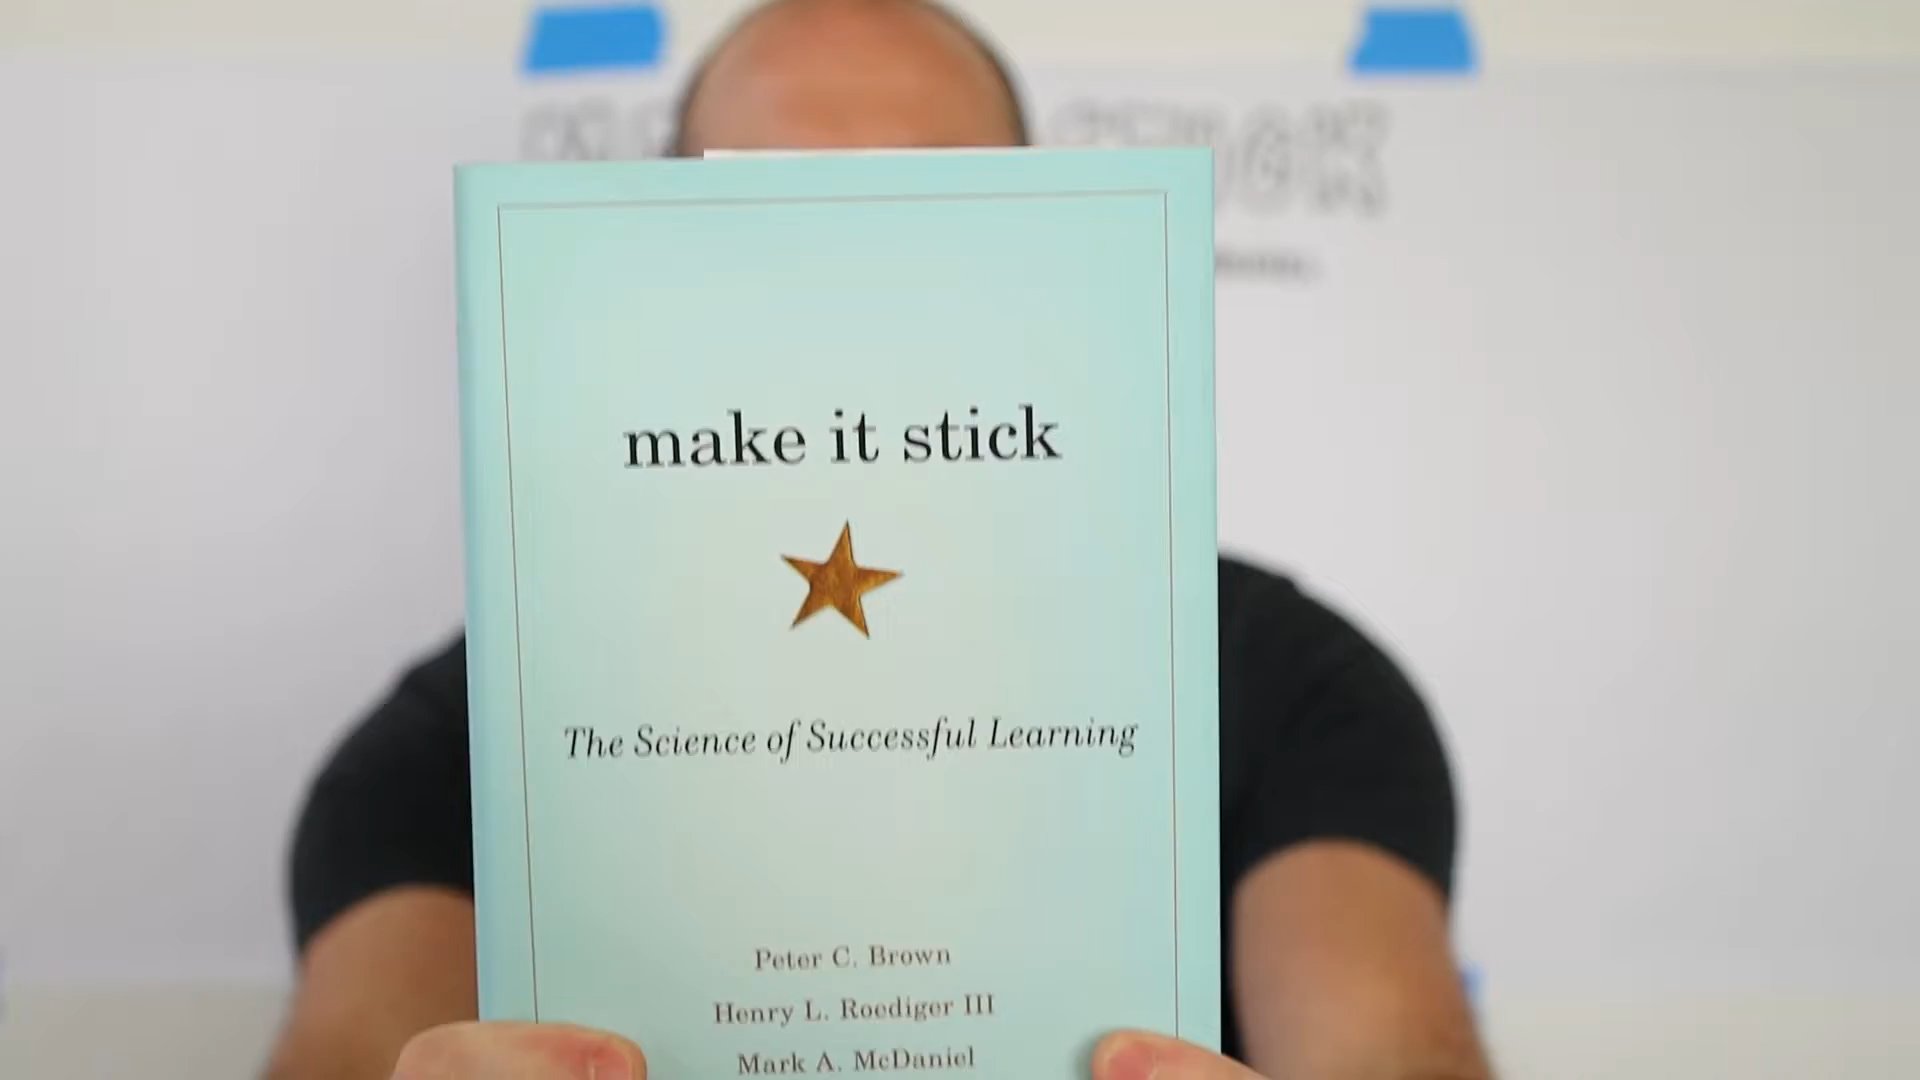 make it stick
The Science of Successful Learning
Peter C. Brown
Henry L. Roediger III
Mark A. McDaniel